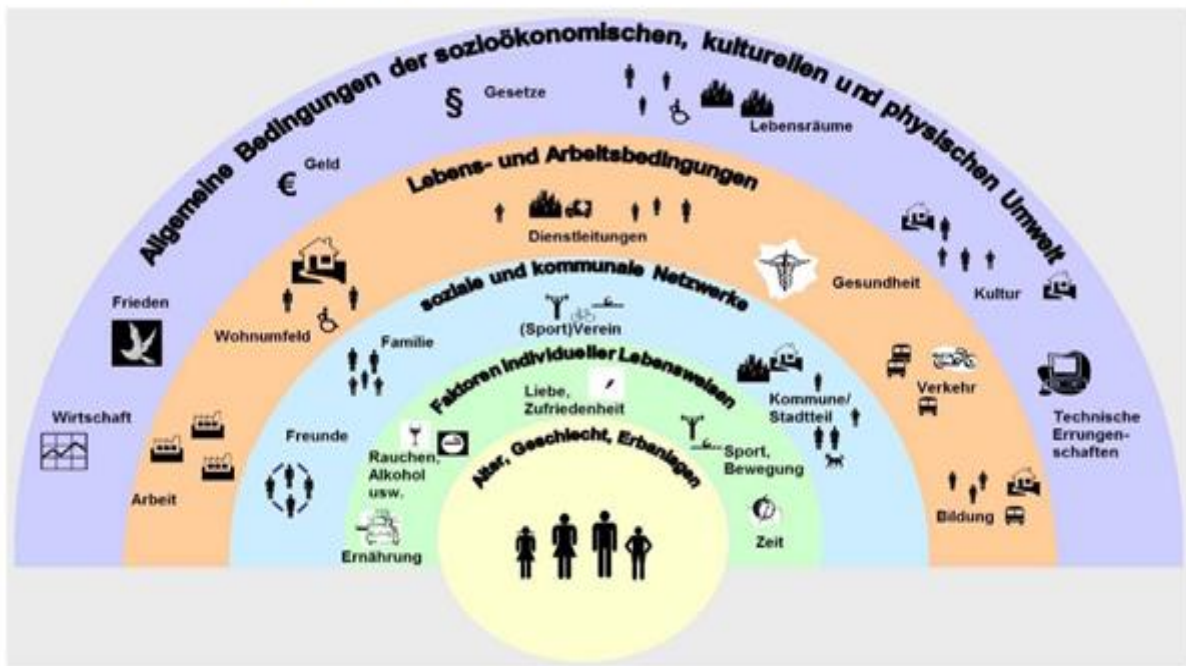 Allgemeine Bedingungen der sozioökonomischen, kulturellen und physischen Umwelt
§ Gesetze
Lebensräume
€ Geld
Frieden
Kultur
Wirtschaft
Technische
Errungen-
schaften
Lebens- und Arbeitsbedingungen
Dienstleitungen
Gesundheit
Wohnumfeld
Verkehr
Arbeit
Bildung
soziale und kommunale Netzwerke
(Sport)Verein
Familie
Kommune/
Stadtteil
Freunde
Faktoren individueller Lebensweisen
Liebe,
Zufriedenheit
Rauchen,
Alkohol
usw.
Sport,
Bewegung
Ernährung
Zeit
Alter, Geschlecht, Erbanlagen